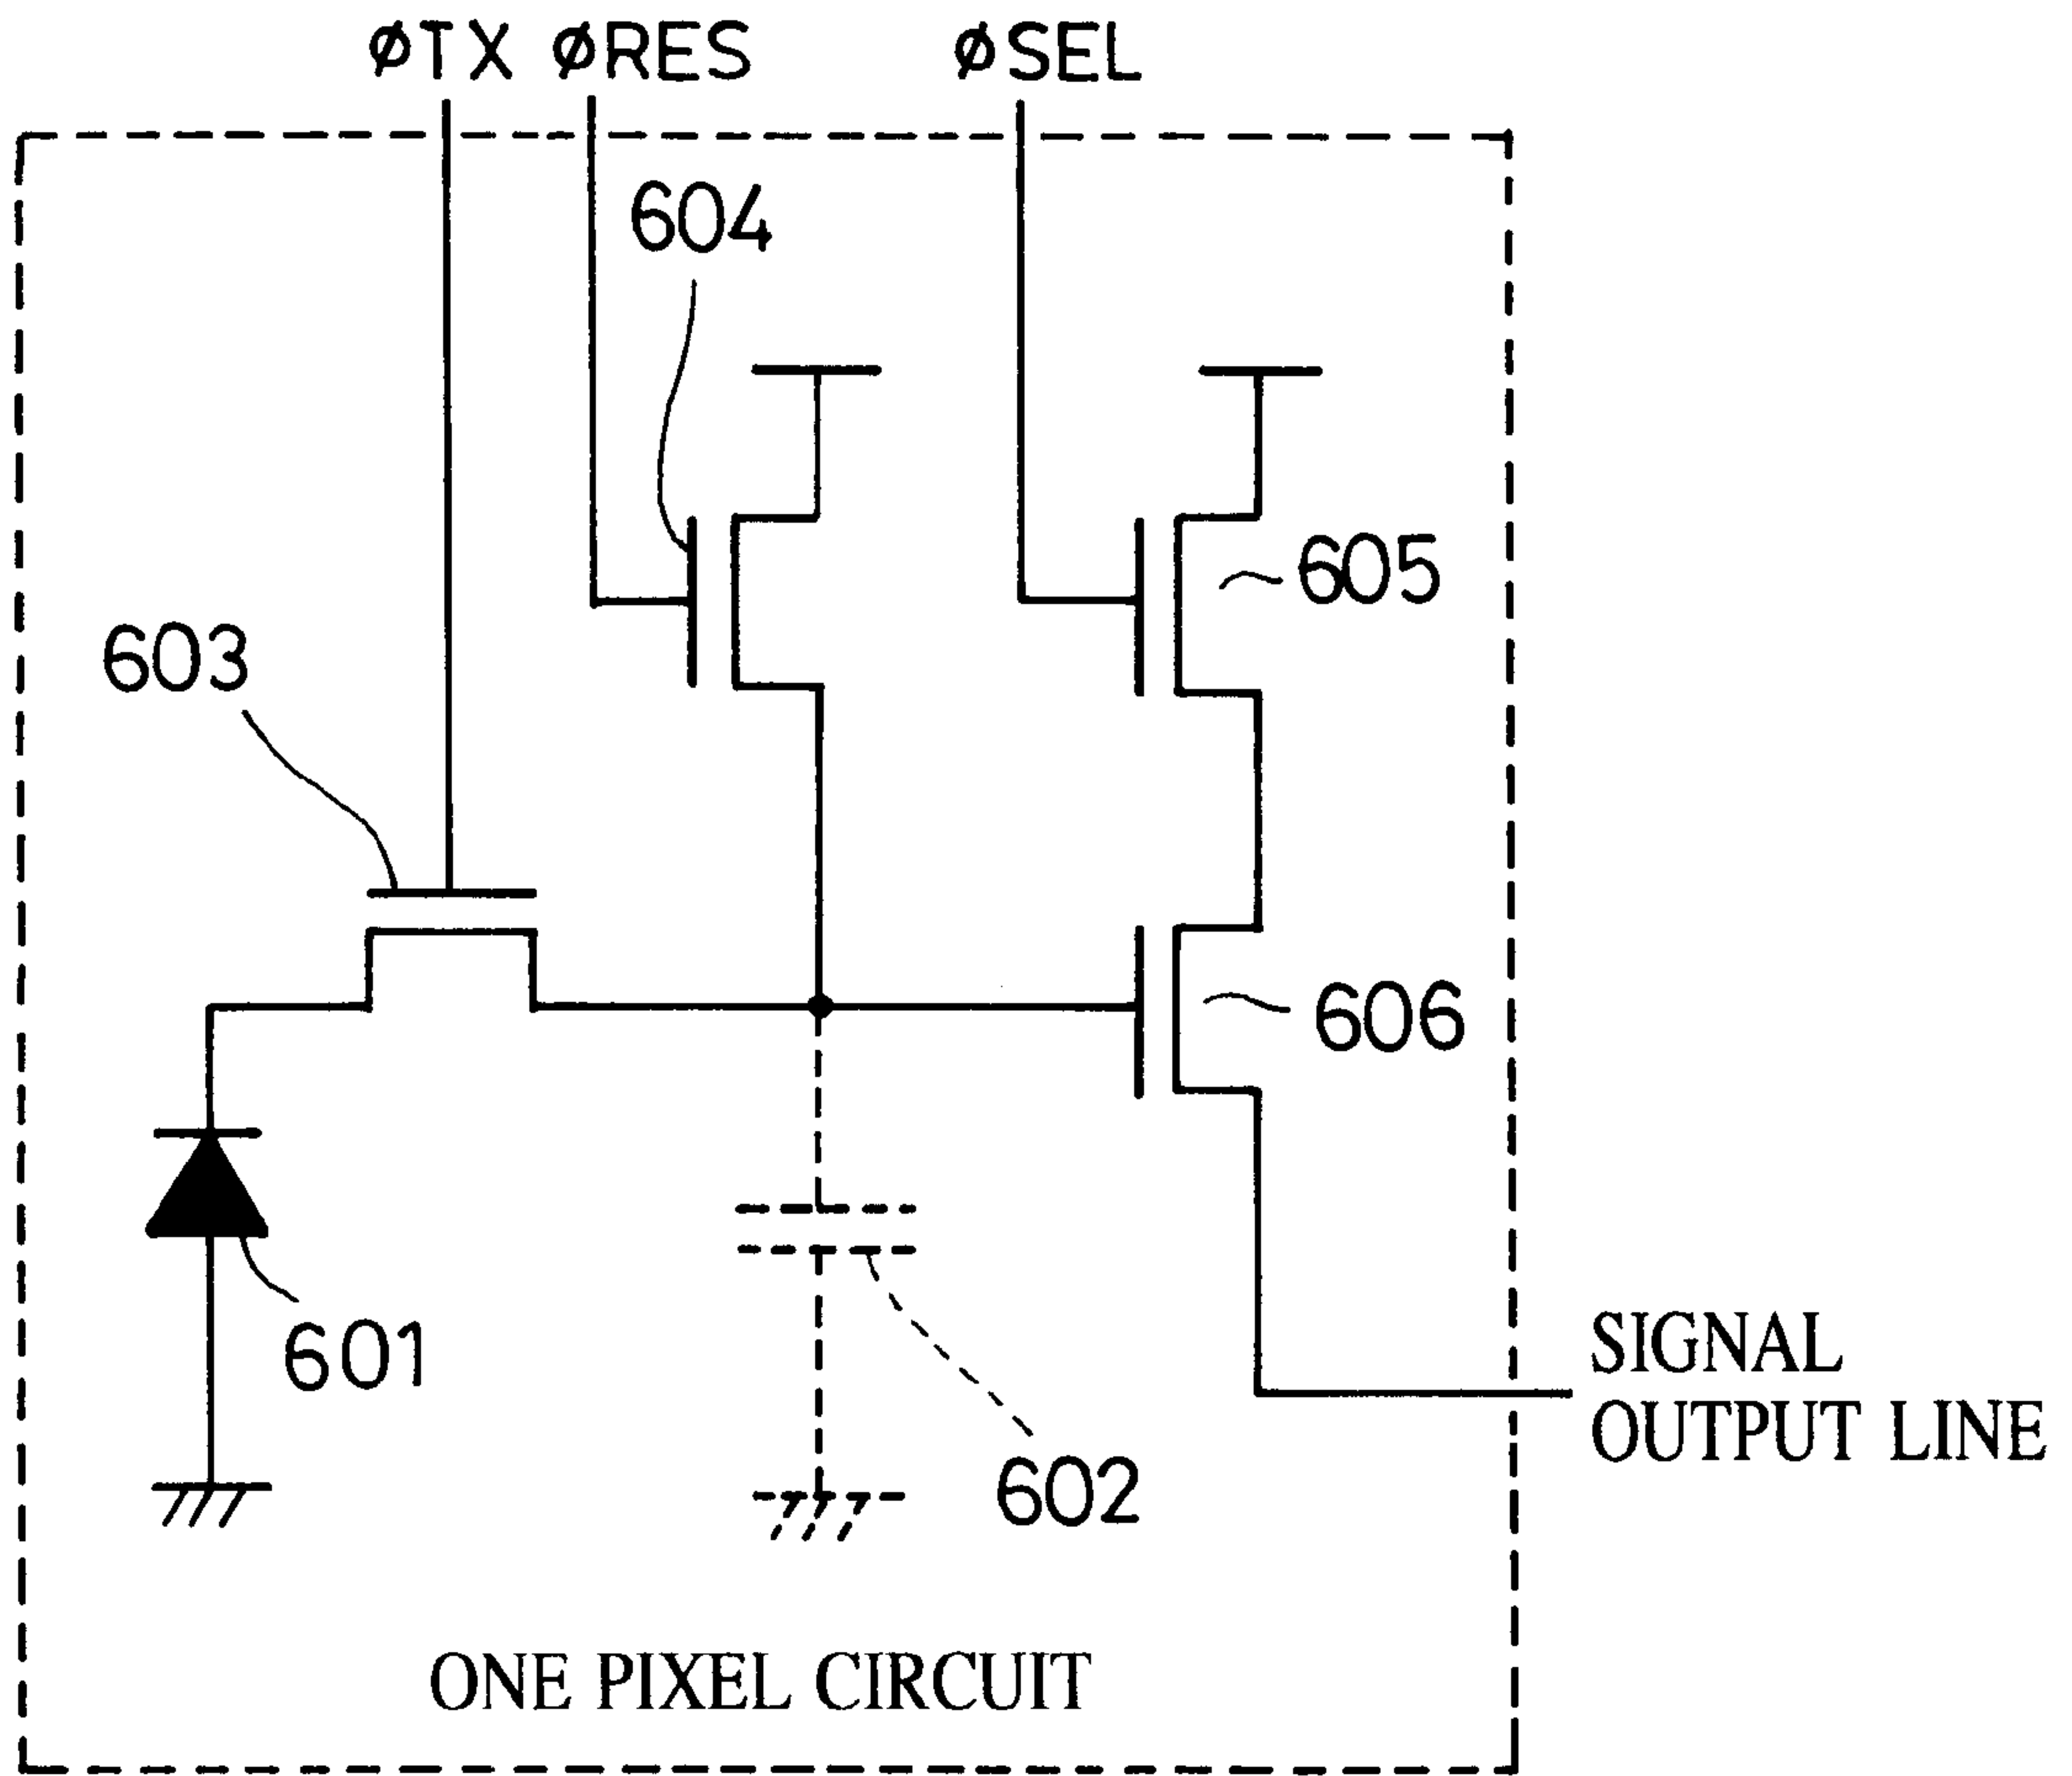 øTX øRES øSEL
604
605
603
606
601
SIGNAL
OUTPUT LINE
602
ONE PIXEL CIRCUIT